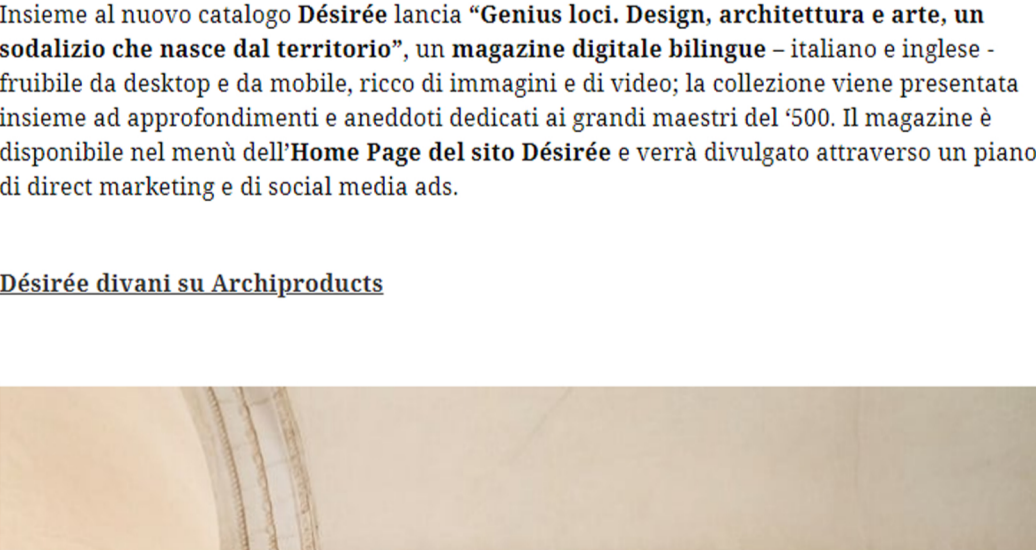 Insieme al nuovo catalogo Désirée lancia “Genius loci. Design, architettura e arte, un
sodalizio che nasce dal territorio”, un magazine digitale bilingue – italiano e inglese -
fruibile da desktop e da mobile, ricco di immagini e di video; la collezione viene presentata
insieme ad approfondimenti e aneddoti dedicati ai grandi maestri del ‘500. Il magazine è
disponibile nel menù dell’Home Page del sito Désirée e verrà divulgato attraverso un piano
di direct marketing e di social media ads.
Désirée divani su Archiproducts